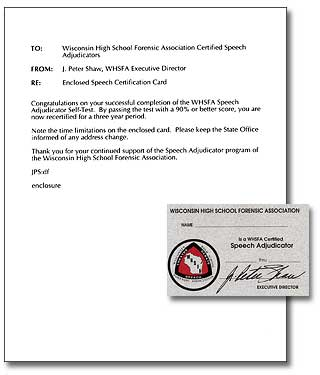 TO: Wisconsin High School Forensic Association Certified Speech
Adjudicators
FROM: J. Peter Shaw, WHSFA Executive Director
RE: Enclosed Speech Certification Card
Congratulations on your successful completion of the WHSFA Speech
Adjudicator Self-Test. By passing the test with a 90% or better score, you are
now recertified for a three year period.
Note the time limitations on the enclosed card. Please keep the State Office
informed of any address change.
Thank you for your continued support of the Speech Adjudicator program of
the Wisconsin High School Forensic Association.
JPS:df
enclosure
WISCONSIN HIGH SCHOOL FORENSIC ASSOCIATION
NAME
is a WHSFA Certified
Speech Adjudicator
J. Peter Shaw
EXECUTIVE DIRECTOR